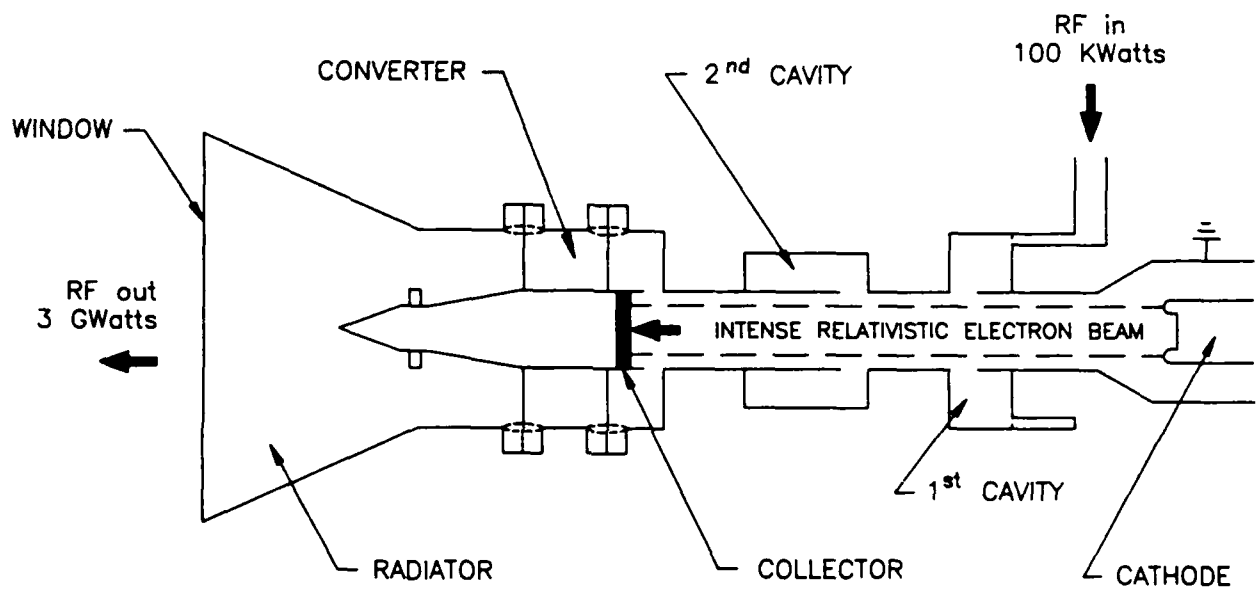 RF in
100 KWatts
CONVERTER
2nd CAVITY
WINDOW
RF out
3 GWatts
INTENSE RELATIVISTIC ELECTRON BEAM
1st CAVITY
RADIATOR
COLLECTOR
CATHODE